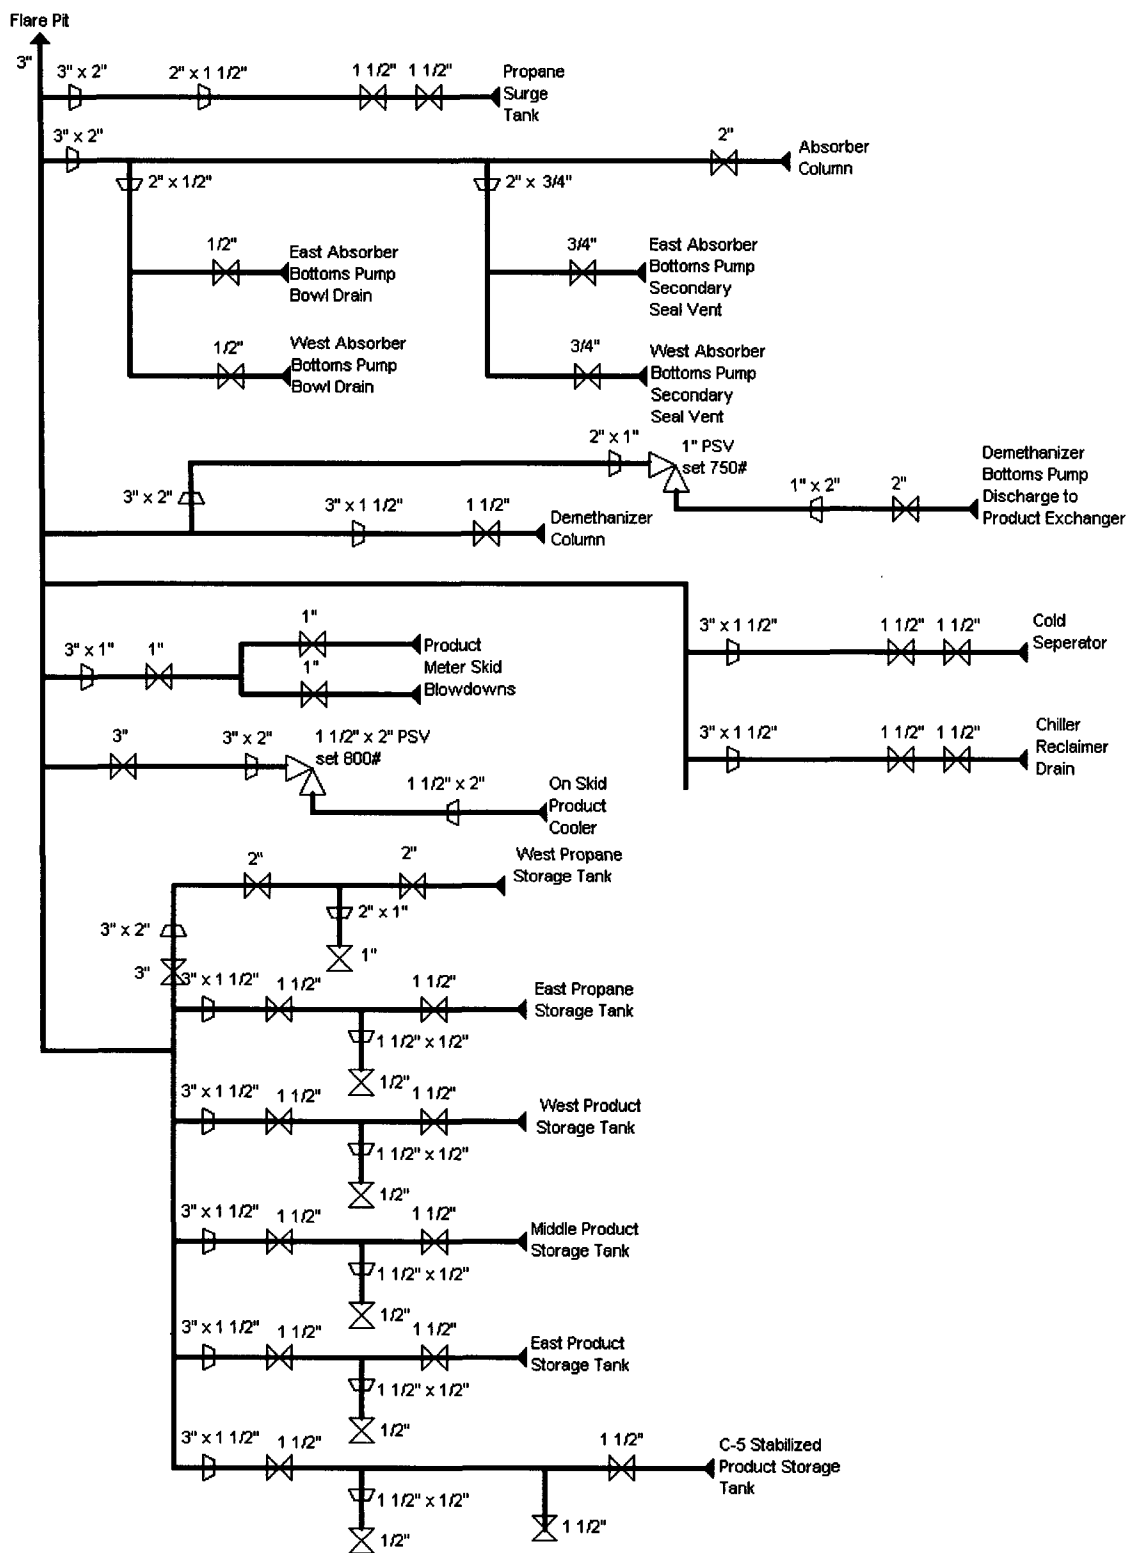 Flare Pit
3"
3" x 2"
2" x 1 1/2"
1 1/2"
1 1/2"
Propane
Surge
Tank
3" x 2"
2"
Absorber
Column
2" x 1/2"
2" x 3/4"
1/2"
East Absorber
Bottoms Pump
Bowl Drain
3/4"
East Absorber
Bottoms Pump
Secondary
Seal Vent
1/2"
West Absorber
Bottoms Pump
Bowl Drain
3/4"
West Absorber
Bottoms Pump
Secondary
Seal Vent
2" x 1"
1" PSV
set 750#
1" x 2"
2"
Demethanizer
Bottoms Pump
Discharge to
Product Exchanger
3" x 2"
3" x 1 1/2"
1 1/2"
Demethanizer
Column
3" x 1 1/2"
1 1/2"
1 1/2"
Cold
Seperator
3" x 1"
1"
1"
1"
Product
Meter Skid
Blowdowns
3" x 1 1/2"
1 1/2"
1 1/2"
Chiller
Reclaimer
Drain
3"
3" x 2"
1 1/2" x 2" PSV
set 800#
1 1/2" x 2"
On Skid
Product
Cooler
2"
2"
West Propane
Storage Tank
3" x 2"
2" x 1"
1"
3"
3" x 1 1/2"
1 1/2"
1 1/2"
East Propane
Storage Tank
1 1/2" x 1/2"
1/2"
3" x 1 1/2"
1 1/2"
1 1/2"
West Product
Storage Tank
1 1/2" x 1/2"
1/2"
3" x 1 1/2"
1 1/2"
1 1/2"
Middle Product
Storage Tank
1 1/2" x 1/2"
1/2"
3" x 1 1/2"
1 1/2"
1 1/2"
East Product
Storage Tank
1 1/2" x 1/2"
1/2"
3" x 1 1/2"
1 1/2"
1 1/2"
C-5 Stabilized
Product Storage
Tank
1 1/2" x 1/2"
1/2"
1 1/2"